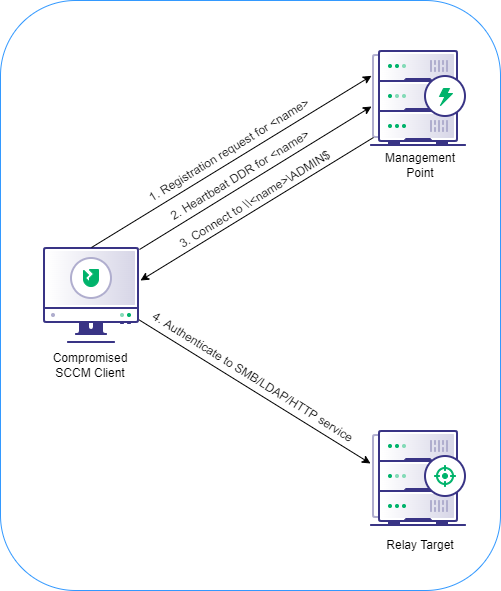 1. Registration request for <name>
2. Heartbeat DDR for <name>
3. Connect to \\<name>\ADMIN$
Management
Point
Compromised
SCCM Client
4. Authenticate to SMB/LDAP/HTTP service
Relay Target